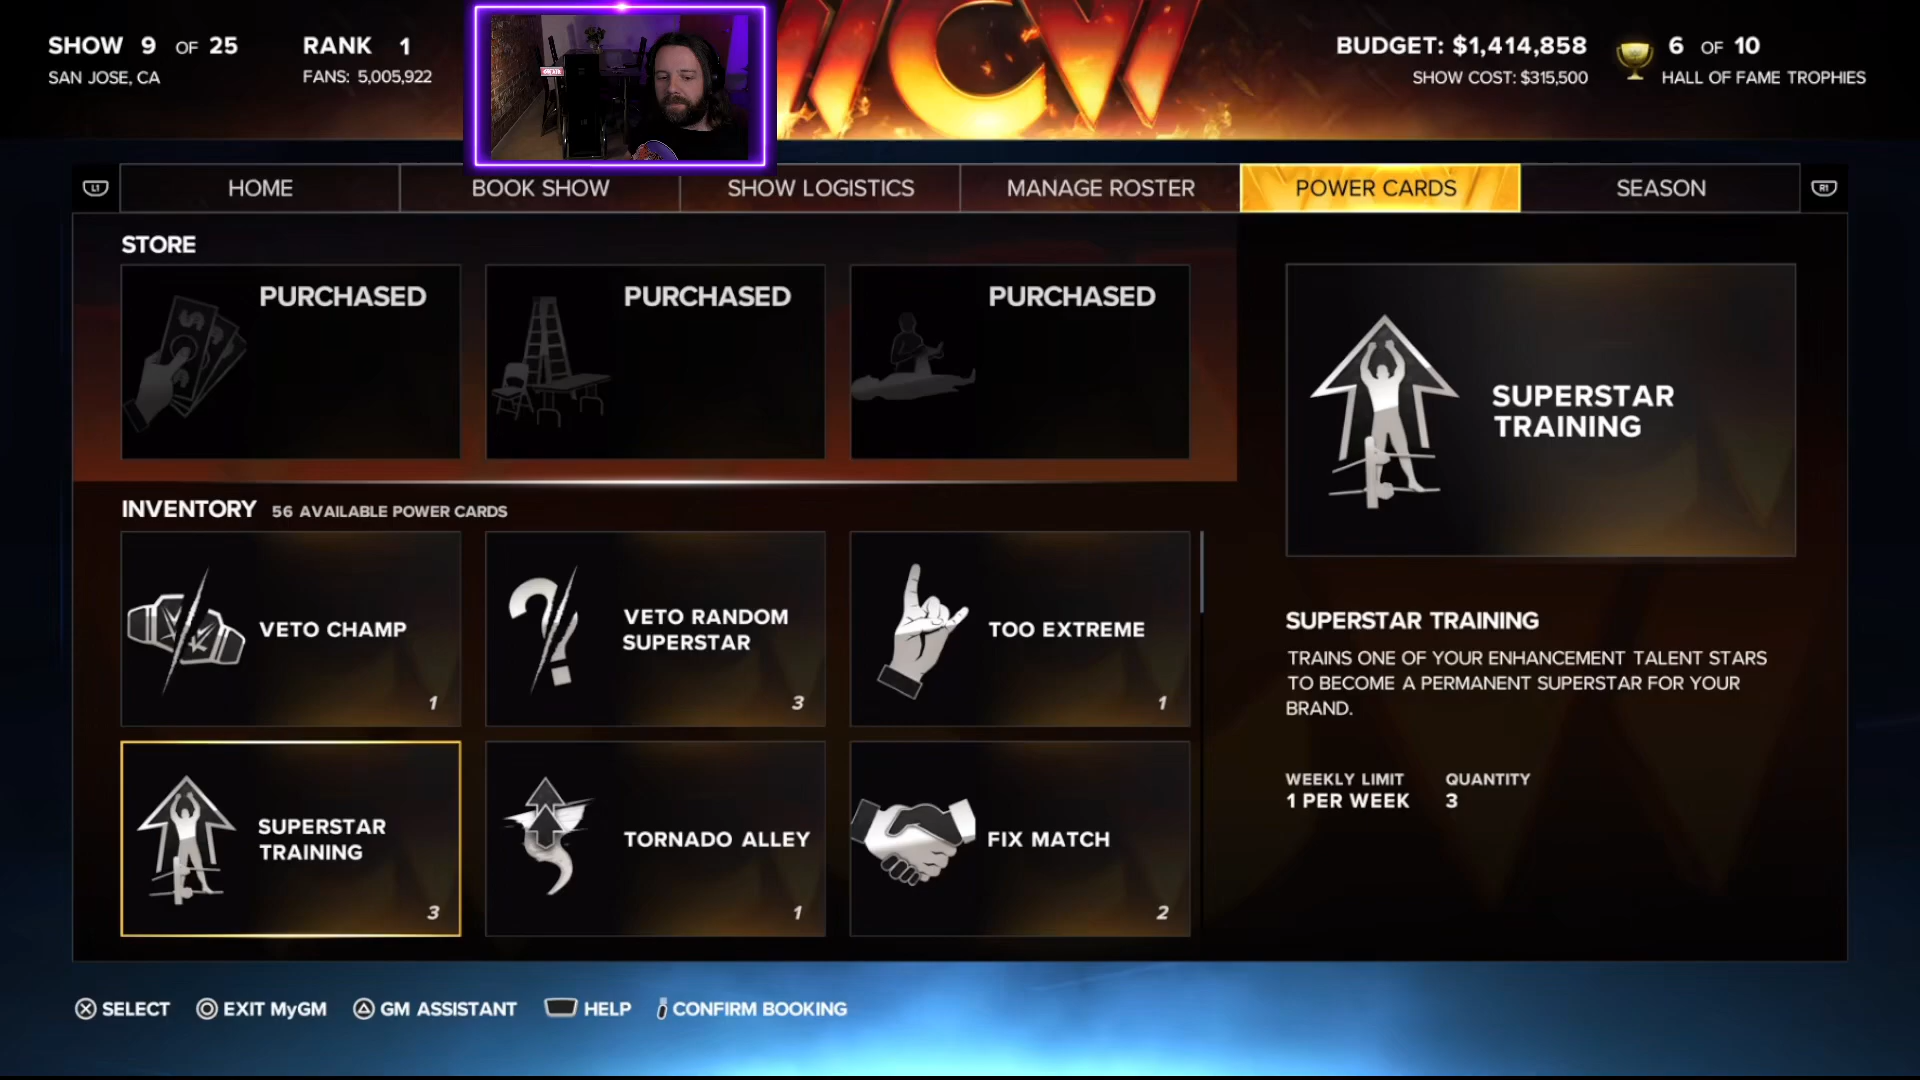 SHOW 9 OF 25
SAN JOSE, CA
RANK 1
FANS: 5,005,922
WCW
BUDGET: $1,414,858
SHOW COST: $315,500
6 OF 10
HALL OF FAME TROPHIES
L1
HOME
BOOK SHOW
SHOW LOGISTICS
MANAGE ROSTER
POWER CARDS
SEASON
R1
STORE
PURCHASED
PURCHASED
PURCHASED
INVENTORY 56 AVAILABLE POWER CARDS
VETO CHAMP
1
VETO RANDOM
SUPERSTAR
3
TOO EXTREME
1
SUPERSTAR
TRAINING
3
TORNADO ALLEY
1
FIX MATCH
2
SUPERSTAR
TRAINING
SUPERSTAR TRAINING
TRAINS ONE OF YOUR ENHANCEMENT TALENT STARS
TO BECOME A PERMANENT SUPERSTAR FOR YOUR
BRAND.
WEEKLY LIMIT
1 PER WEEK
QUANTITY
3
SELECT
EXIT MyGM
GM ASSISTANT
HELP
CONFIRM BOOKING